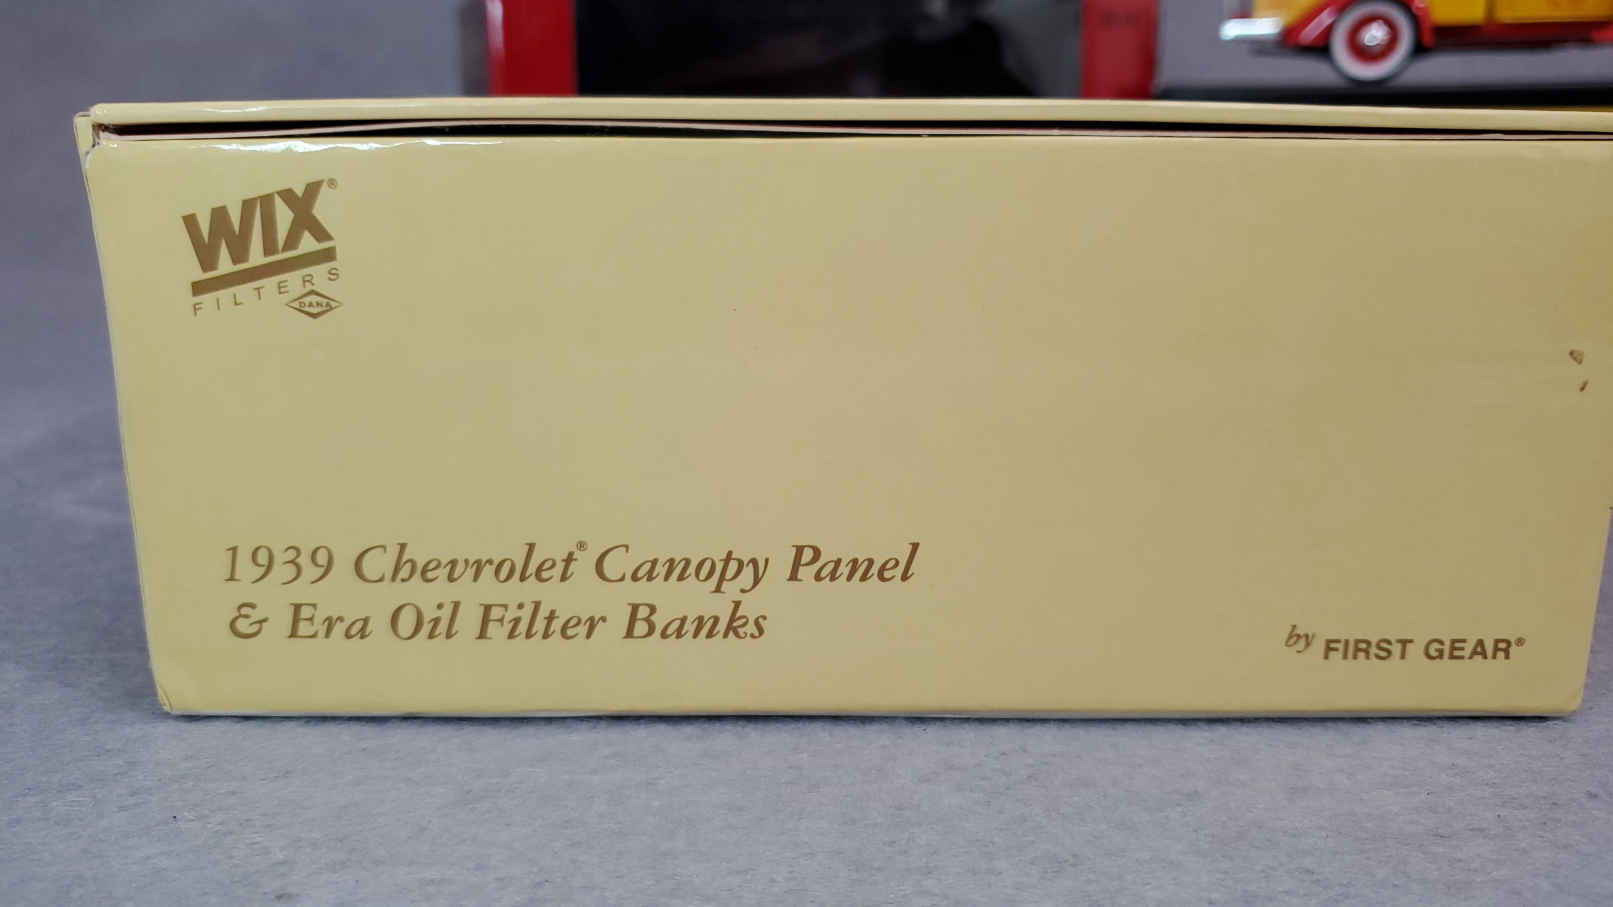 WIX®
FILTERS
DANA
1939 Chevrolet® Canopy Panel
& Era Oil Filter Banks
by FIRST GEAR®